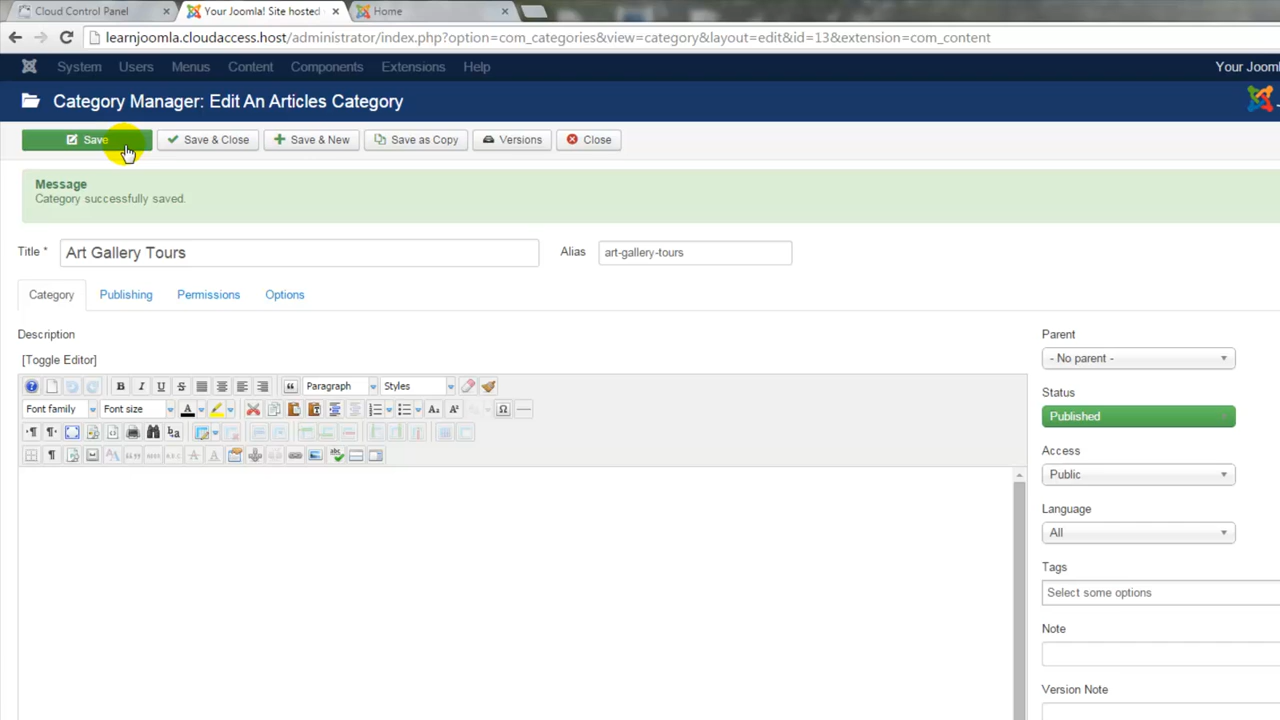 Cloud Control Panel × Your Joomla! Site hosted × Home ×
learnjoomla.cloudaccess.host/administrator/index.php?option=com_categories&view=category&layout=edit&id=13&extension=com_content
System Users Menus Content Components Extensions Help Your Jooml
Category Manager: Edit An Articles Category
Save Save & Close Save & New Save as Copy Versions Close
Message
Category successfully saved.
Title * Art Gallery Tours Alias art-gallery-tours
Category Publishing Permissions Options
Description
[Toggle Editor]
Paragraph Styles
Font family Font size
Parent
- No parent -
Status
Published
Access
Public
Language
All
Tags
Select some options
Note
Version Note